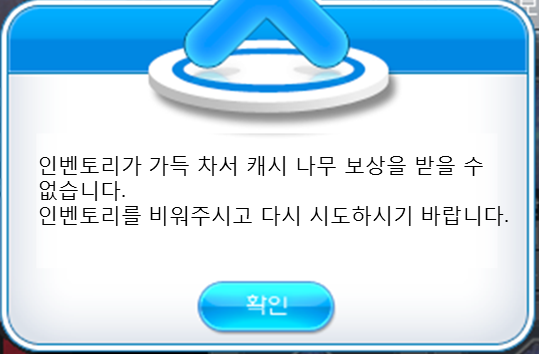 인벤토리가 가득 차서 캐시 나무 보상을 받을 수
없습니다.
인벤토리를 비워주시고 다시 시도하시기 바랍니다.
확인